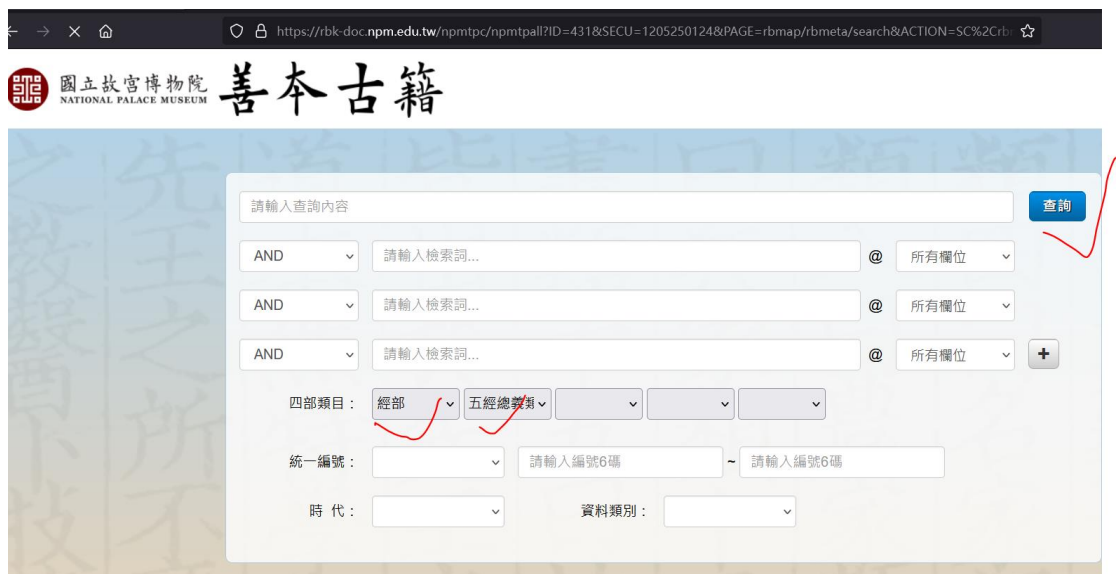 https://rbk-doc.npm.edu.tw/npmtpc/npmtpall?ID=431&SECU=1205250124&PAGE=rbmap/rbmeta/search&ACTION=SC%2Crb
國立故宮博物院
NATIONAL PALACE MUSEUM
善本古籍
請輸入查詢內容 查詢
AND 請輸入檢索詞... @ 所有欄位
AND 請輸入檢索詞... @ 所有欄位
AND 請輸入檢索詞... @ 所有欄位 +
四部類目： 經部 五經總義類
統一編號： 請輸入編號6碼 ~ 請輸入編號6碼
時 代： 資料類別：